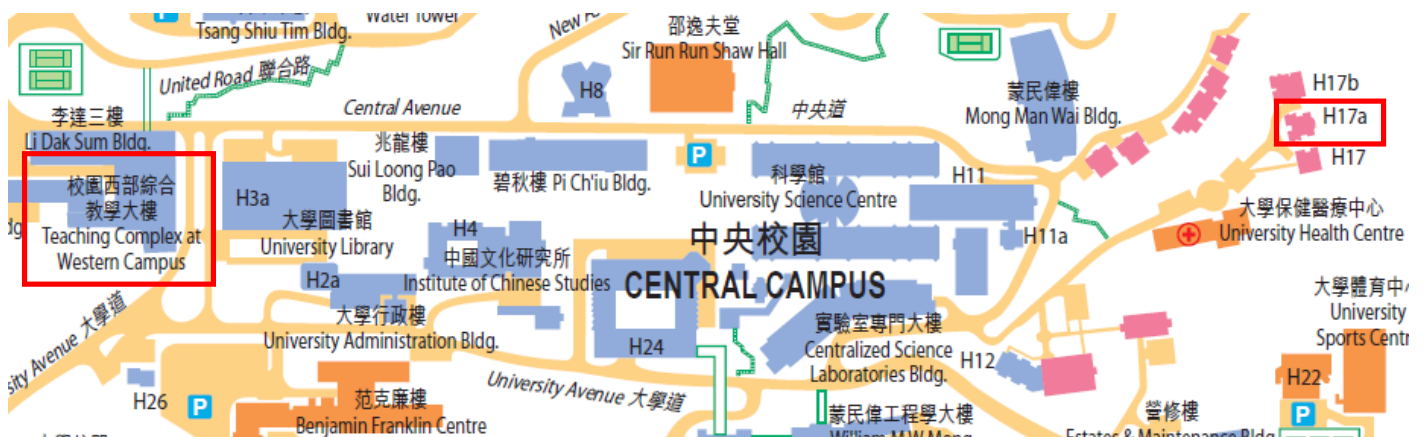 Tsang Shiu Tim Bldg.
Water Tower
邵逸夫堂
Sir Run Run Shaw Hall
United Road 聯合路
Central Avenue
中央道
H8
蒙民偉樓
Mong Man Wai Bldg.
H17b
H17a
H17
李達三樓
Li Dak Sum Bldg.
兆龍樓
Sui Loong Pao
Bldg.
碧秋樓 Pi Ch'iu Bldg.
P
科學館
University Science Centre
H11
校園西部綜合
教學大樓
Teaching Complex at
Western Campus
H3a
大學圖書館
University Library
H4
中國文化研究所
Institute of Chinese Studies
中央校園
CENTRAL CAMPUS
H11a
大學保健醫療中心
University Health Centre
H2a
大學行政樓
University Administration Bldg.
H24
實驗室專門大樓
Centralized Science
Laboratories Bldg.
H12
University
Sports Cent
sity Avenue 大學道
University Avenue 大學道
H26
P
范克廉樓
Benjamin Franklin Centre
蒙民偉工程學大樓
營修樓
H22
P